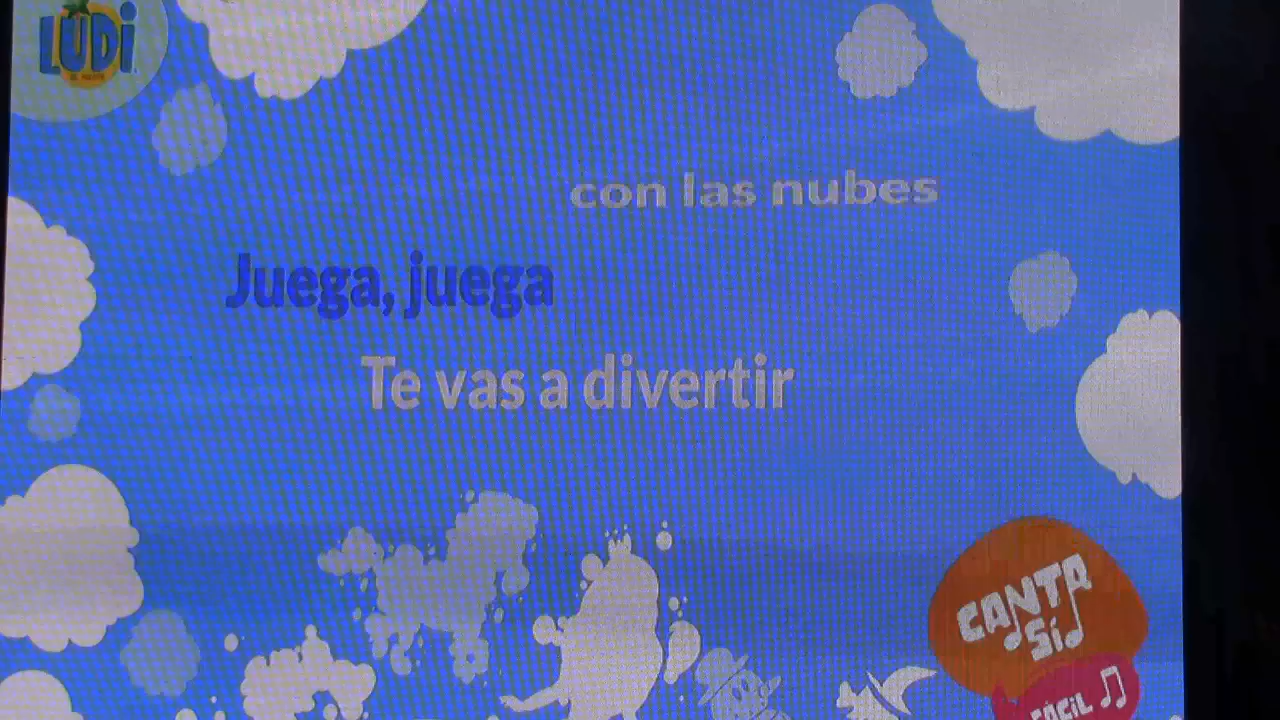 LUDi
con las nubes
Juega, juega
Te vas a divertir
CANTA
Sí
FÁCIL